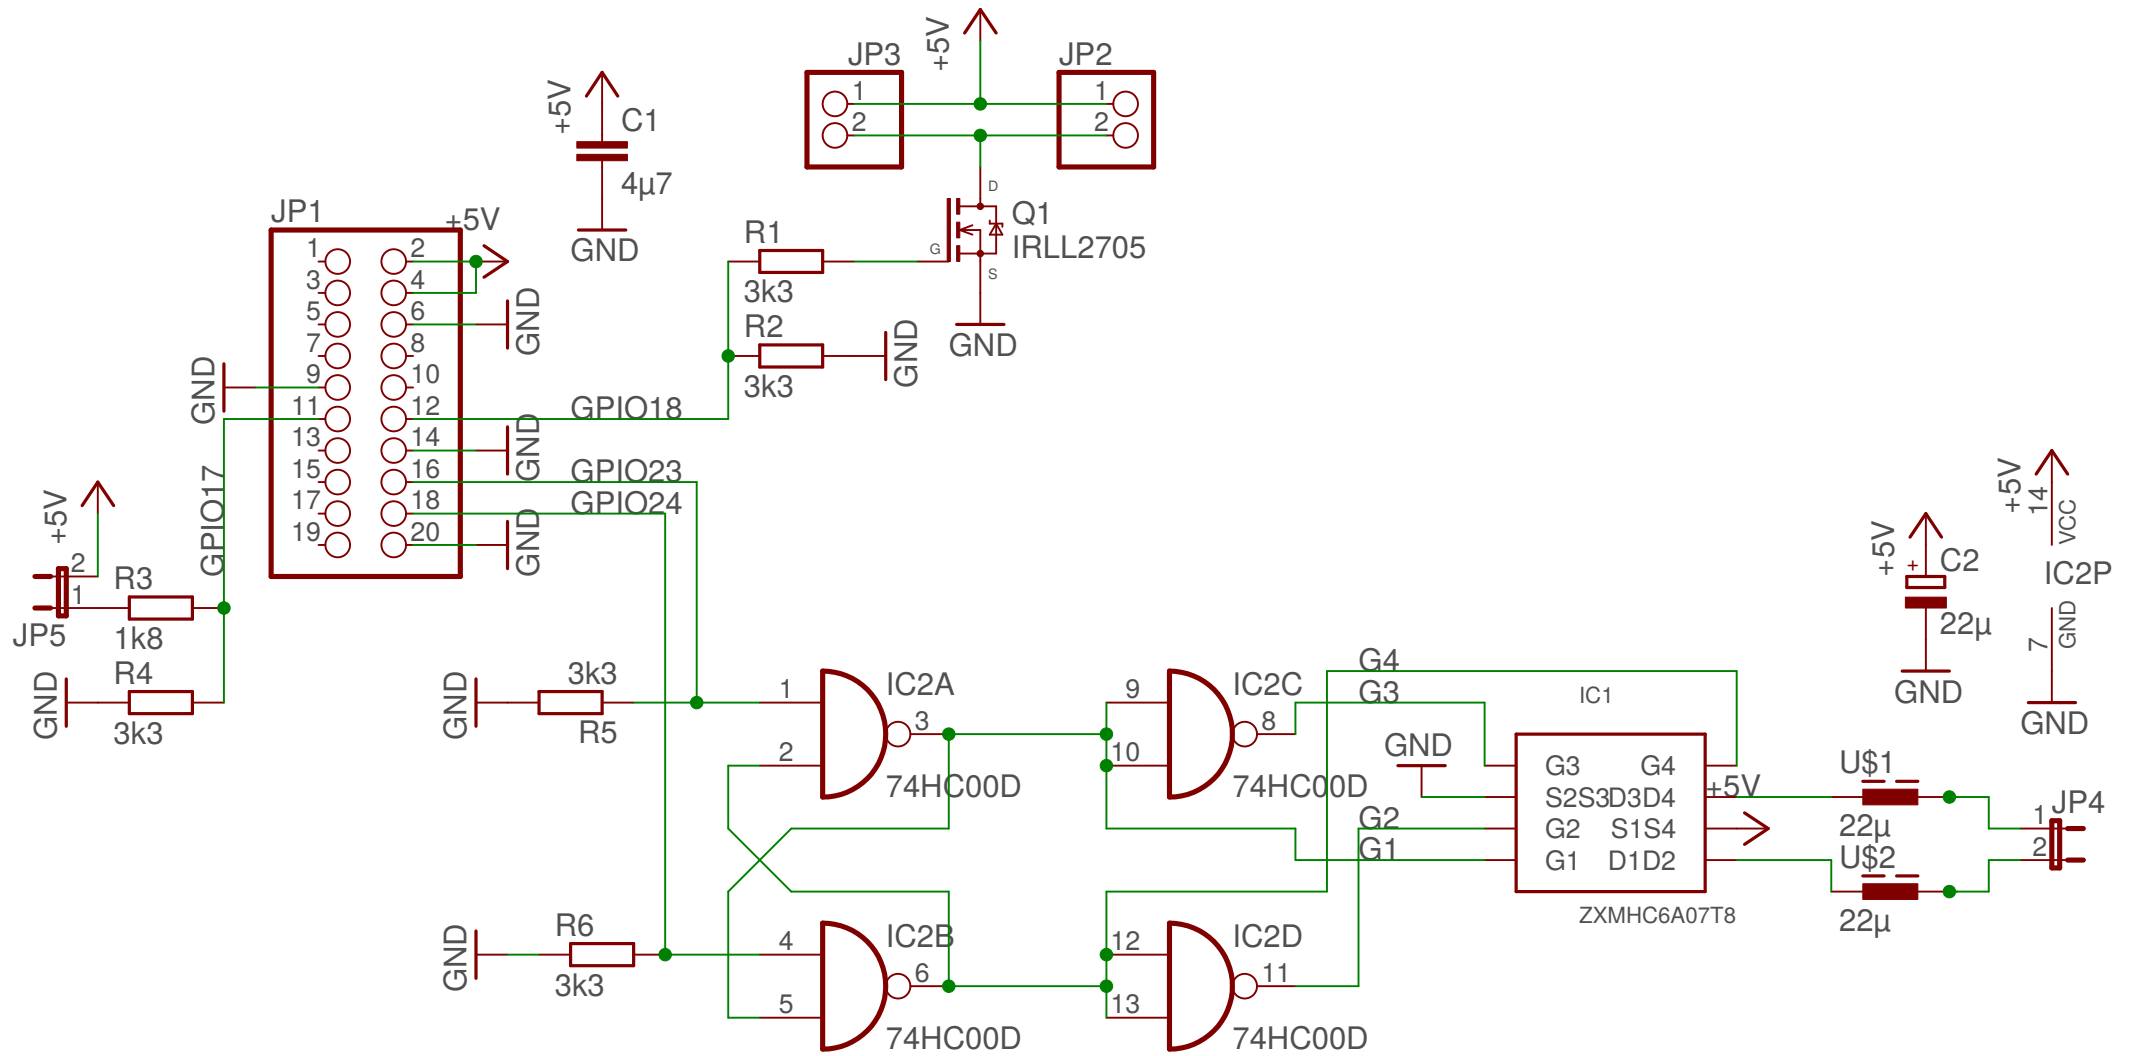 +5V
JP3
JP2
1
2
1
2
+5V
C1
4µ7
GND
D
G
S
Q1
IRLL2705
GND
R1
3k3
R2
3k3
GND
JP1
+5V
1
2
3
4
5
6
GND
7
8
9
10
GND
11
12
GPIO18
13
14
GND
15
16
GPIO23
17
18
GPIO24
19
20
GND
GPIO17
+5V
2
1
JP5
R3
1k8
R4
3k3
GND
GND
3k3
R5
1
2
3
IC2A
74HC00D
9
10
8
IC2C
74HC00D
GND
R6
3k3
4
5
6
IC2B
74HC00D
12
13
11
IC2D
74HC00D
G4
G3
GND
G2
G1
IC1
G3
G4
S2S3D3D4
G2
S1S4
G1
D1D2
ZXMHC6A07T8
+5V
U$1
22µ
U$2
22µ
JP4
1
2
+5V
+
C2
22µ
GND
+5V
14
VCC
IC2P
7
GND
GND